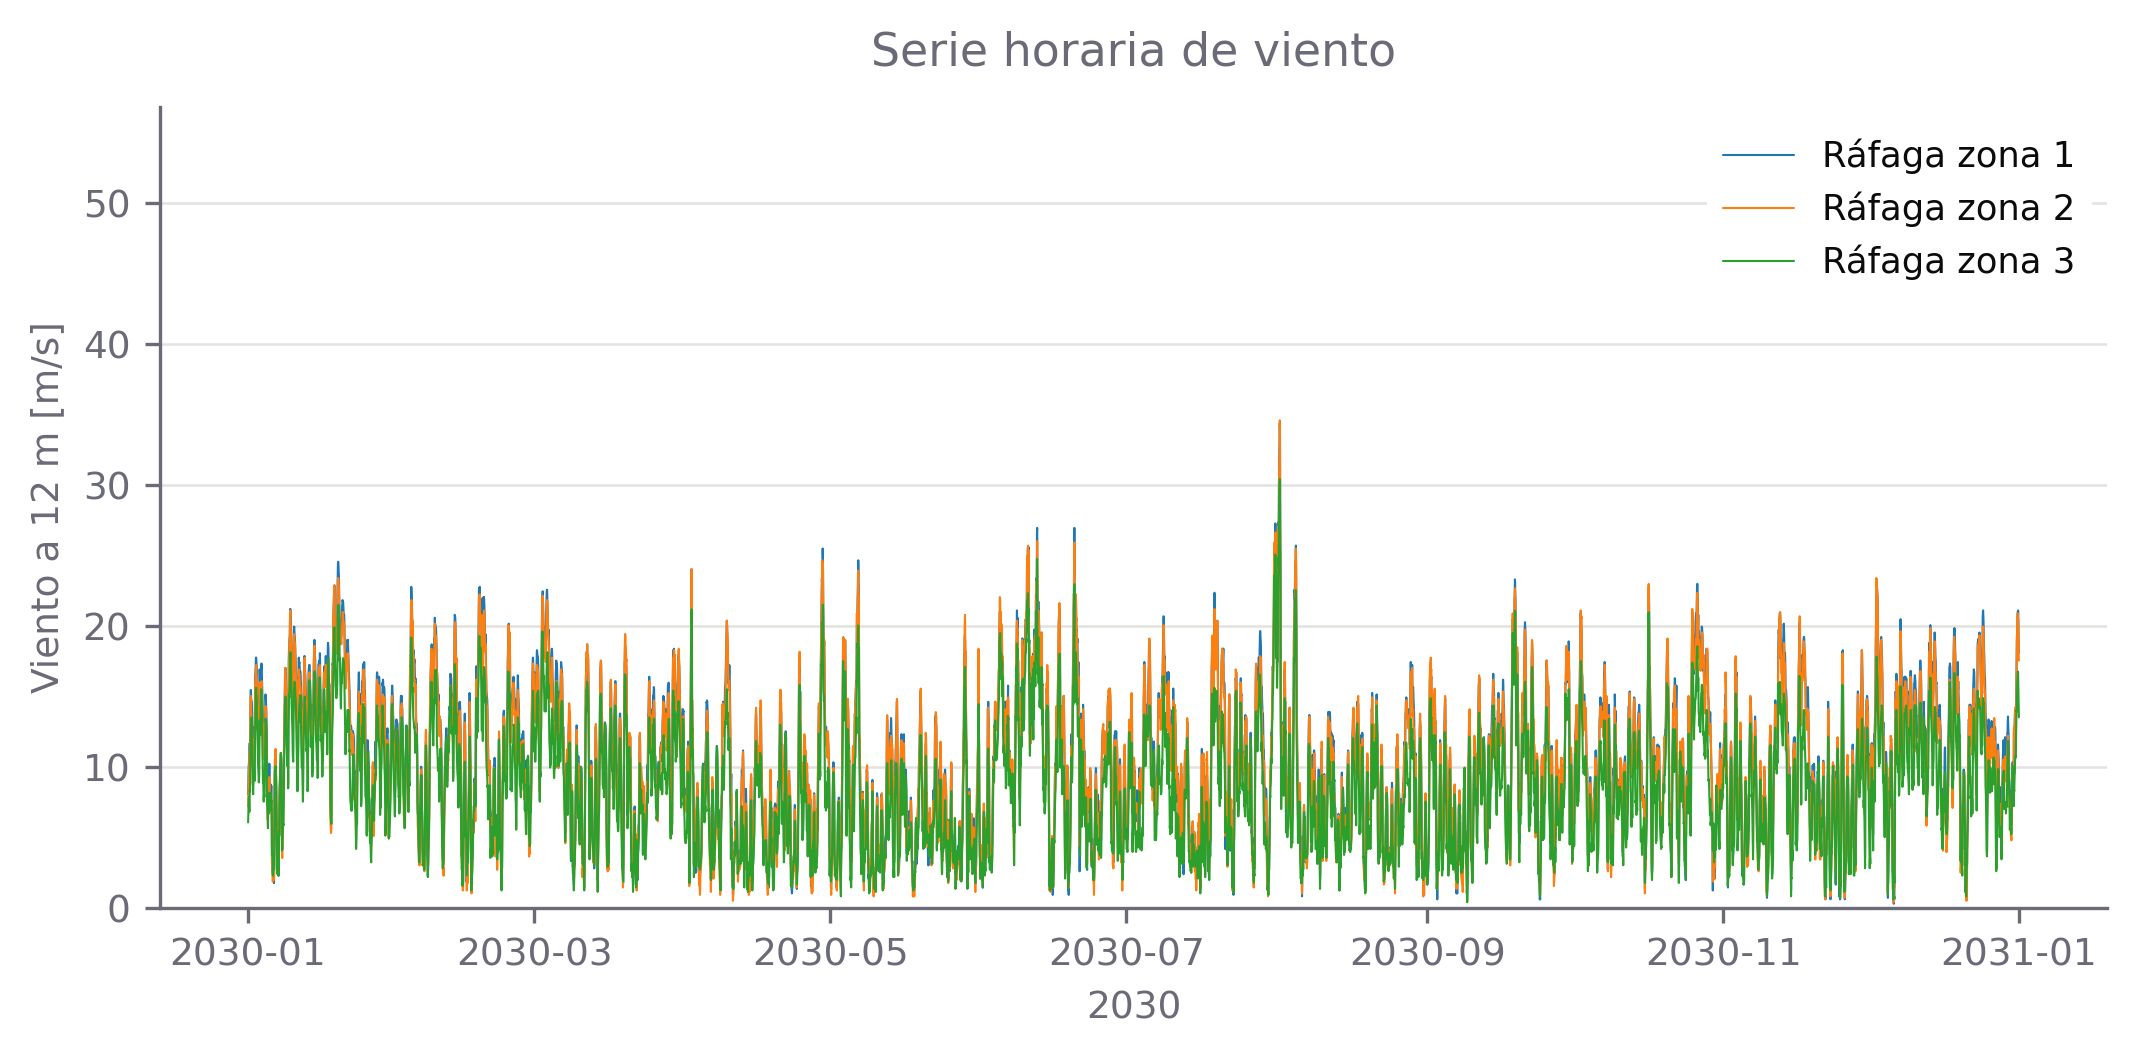 Serie horaria de viento
Viento a 12 m [m/s]
50
40
30
20
10
0
Ráfaga zona 1
Ráfaga zona 2
Ráfaga zona 3
2030-01 2030-03 2030-05 2030-07 2030-09 2030-11 2031-01
2030